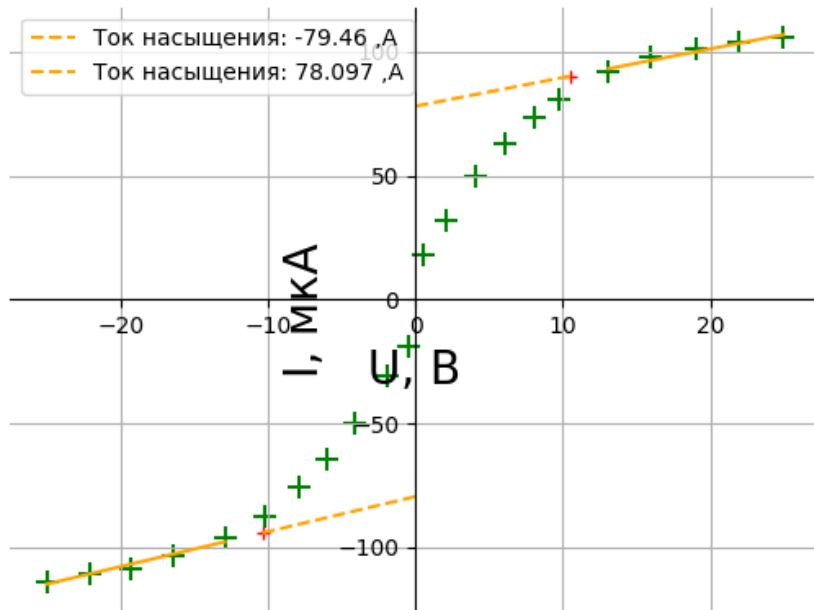 Ток насыщения: -79.46 ,А
Ток насыщения: 78.097 ,А
100
50
0
−20
−10
0
10
20
I, мкА
U, В
−50
−100